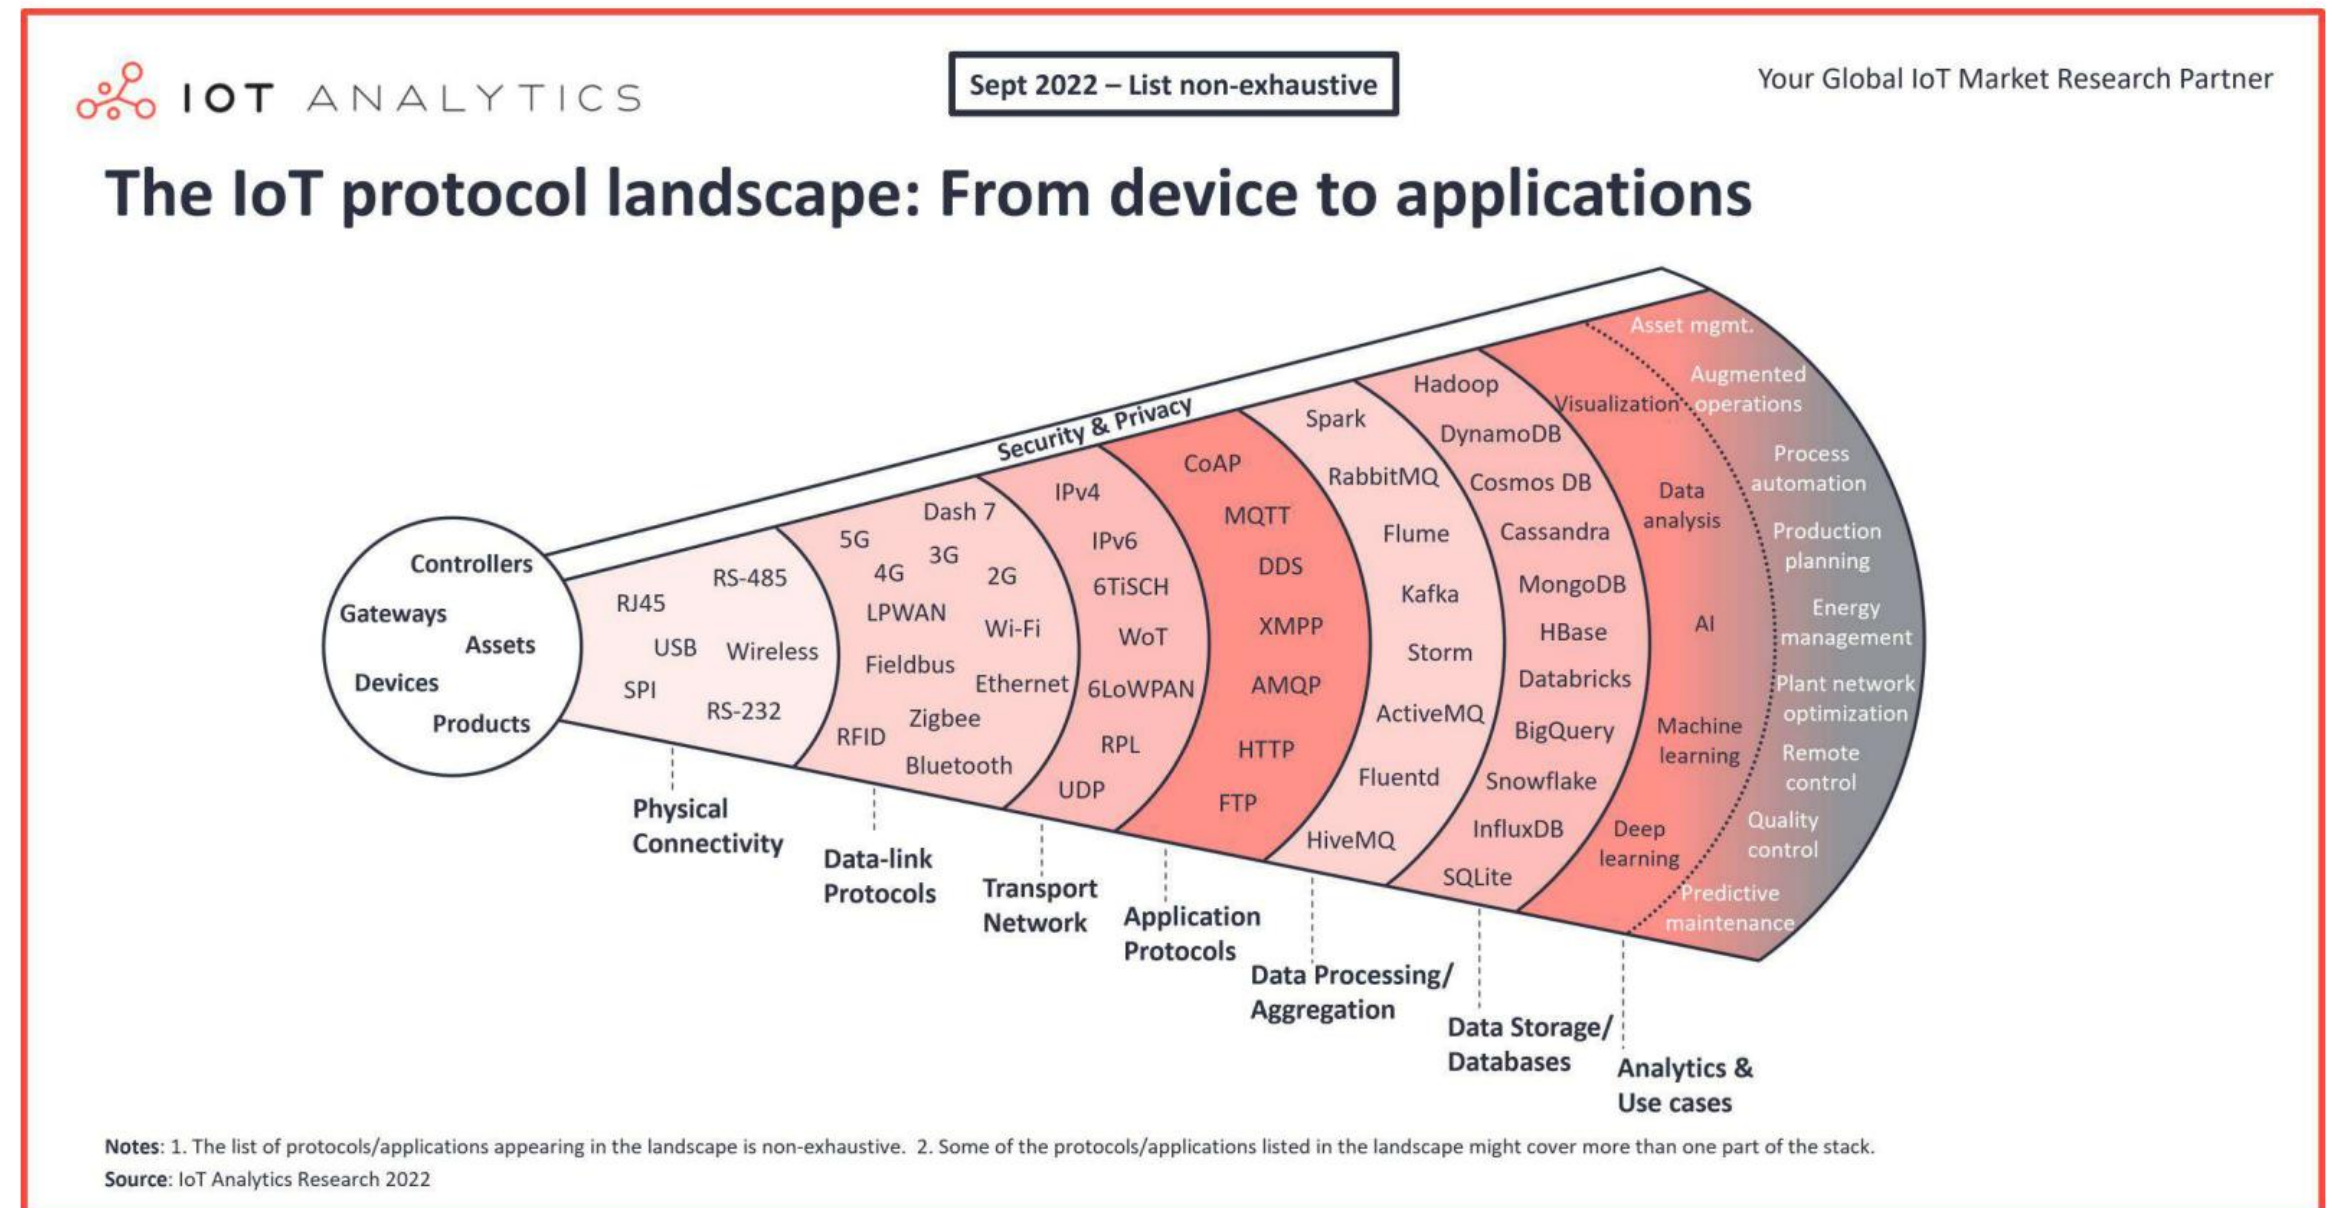 IOT ANALYTICS
Sept 2022 – List non-exhaustive
Your Global IoT Market Research Partner
The IoT protocol landscape: From device to applications
Security & Privacy
Controllers
Gateways
Assets
Devices
Products
RS-485
RJ45
USB
Wireless
SPI
RS-232
Physical
Connectivity
Dash 7
5G
3G
4G
2G
LPWAN
Wi-Fi
Fieldbus
Ethernet
Zigbee
RFID
Bluetooth
Data-link
Protocols
IPv4
IPv6
6TiSCH
WoT
6LoWPAN
RPL
UDP
Transport
Network
CoAP
MQTT
DDS
XMPP
AMQP
HTTP
FTP
Application
Protocols
Spark
RabbitMQ
Flume
Kafka
Storm
ActiveMQ
Fluentd
HiveMQ
Data Processing/
Aggregation
Hadoop
DynamoDB
Cosmos DB
Cassandra
MongoDB
HBase
Databricks
BigQuery
Snowflake
InfluxDB
SQLite
Data Storage/
Databases
Visualization
Data
analysis
AI
Machine
learning
Deep
learning
Asset mgmt.
Augmented
operations
Process
automation
Production
planning
Energy
management
Plant network
optimization
Remote
control
Quality
control
Predictive
maintenance
Analytics &
Use cases
Notes: 1. The list of protocols/applications appearing in the landscape is non-exhaustive. 2. Some of the protocols/applications listed in the landscape might cover more than one part of the stack.
Source: IoT Analytics Research 2022